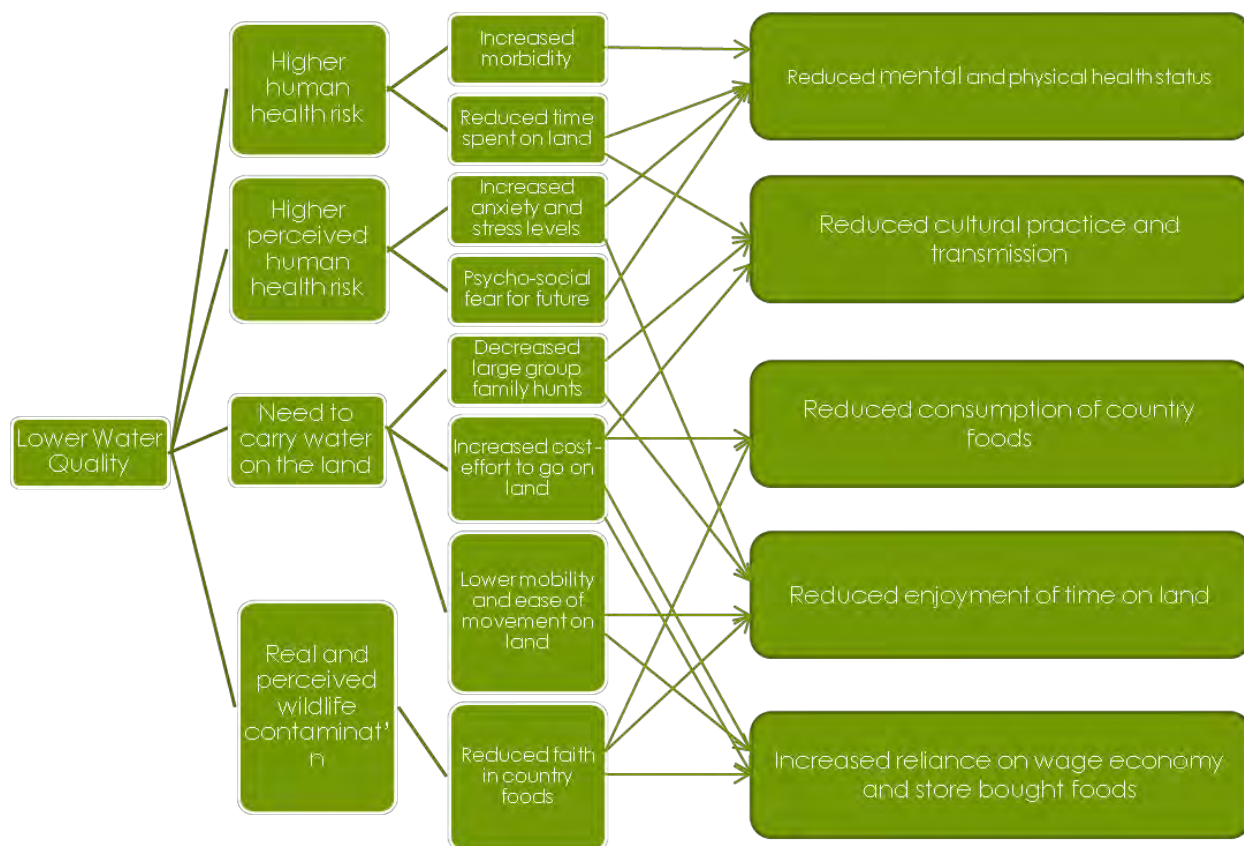 Lower Water
Quality
Higher
human
health risk
Higher
perceived
human
health risk
Need to
carry water
on the land
Real and
perceived
wildlife
contaminat'
n
Increased
morbidity
Reduced time
spent on land
Increased
anxiety and
stress levels
Psycho-social
fear for future
Decreased
large group
family hunts
Increased cost-
effort to go on
land
Lower mobility
and ease of
movement on
land
Reduced faith
in country
foods
Reduced mental and physical health status
Reduced cultural practice and
transmission
Reduced consumption of country
foods
Reduced enjoyment of time on land
Increased reliance on wage economy
and store bought foods